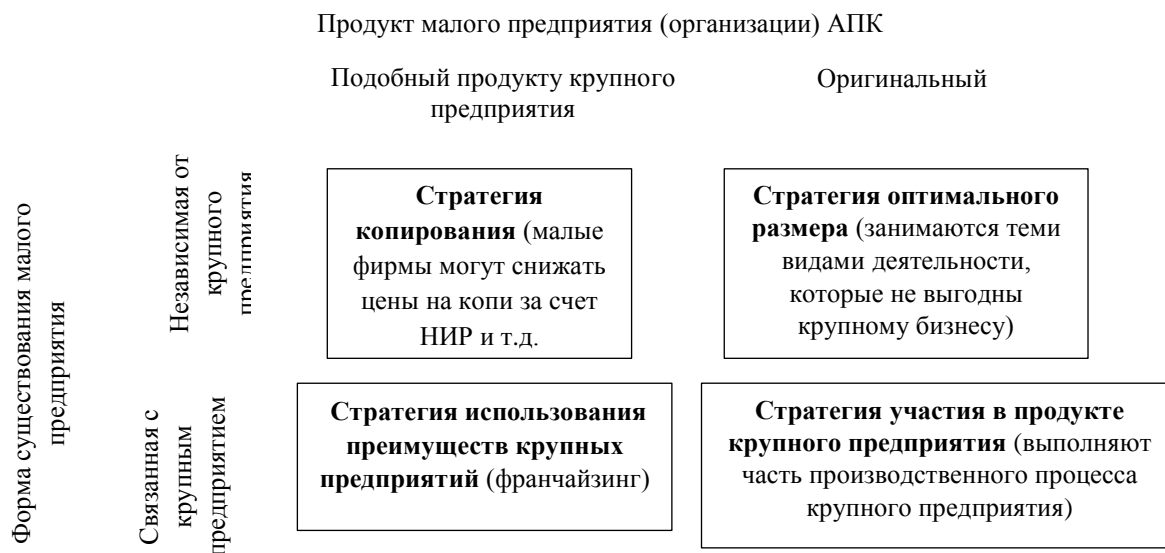 Продукт малого предприятия (организации) АПК
Подобный продукту крупного
предприятия
Оригинальный
Форма существования малого
предприятия
Независимая от
крупного
предприятия
Стратегия
копирования (малые
фирмы могут снижать
цены на копи за счет
НИР и т.д.
Стратегия оптимального
размера (занимаются теми
видами деятельности,
которые не выгодны
крупному бизнесу)
Связанная с
крупным
предприятием
Стратегия использования
преимуществ крупных
предприятий (франчайзинг)
Стратегия участия в продукте
крупного предприятия (выполняют
часть производственного процесса
крупного предприятия)